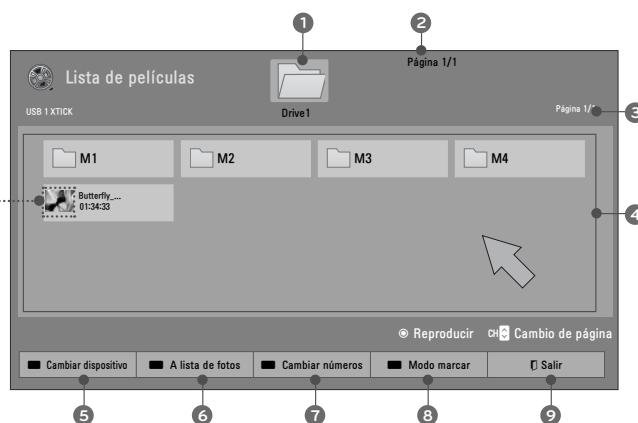 1
2
Página 1/1
Lista de películas
USB 1 XTICK
Drive1
Página 1/1
3
M1
M2
M3
M4
Butterfly_...
01:34:33
4
Reproducir CH Cambio de página
Cambiar dispositivo A lista de fotos Cambiar números Modo marcar Salir
5 6 7 8 9